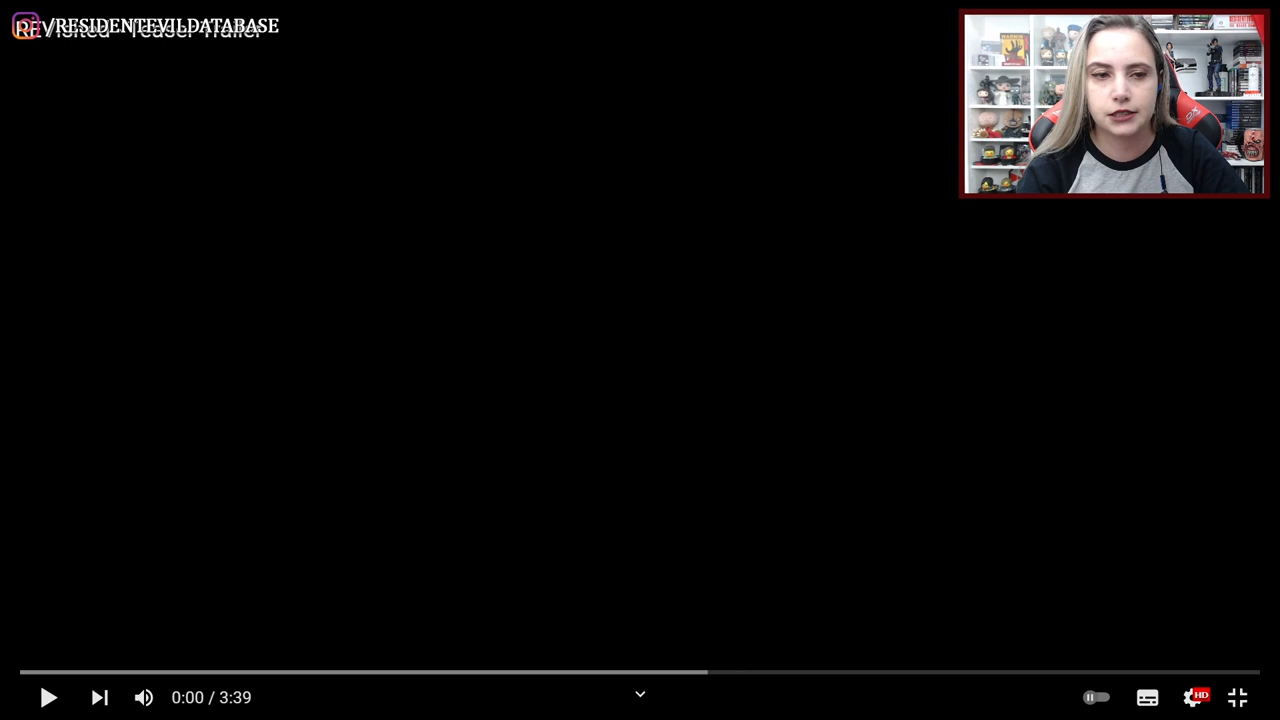 /RESIDENTEVILDATABASE
REVisited - Teaser Trailer
0:00 / 3:39
HD